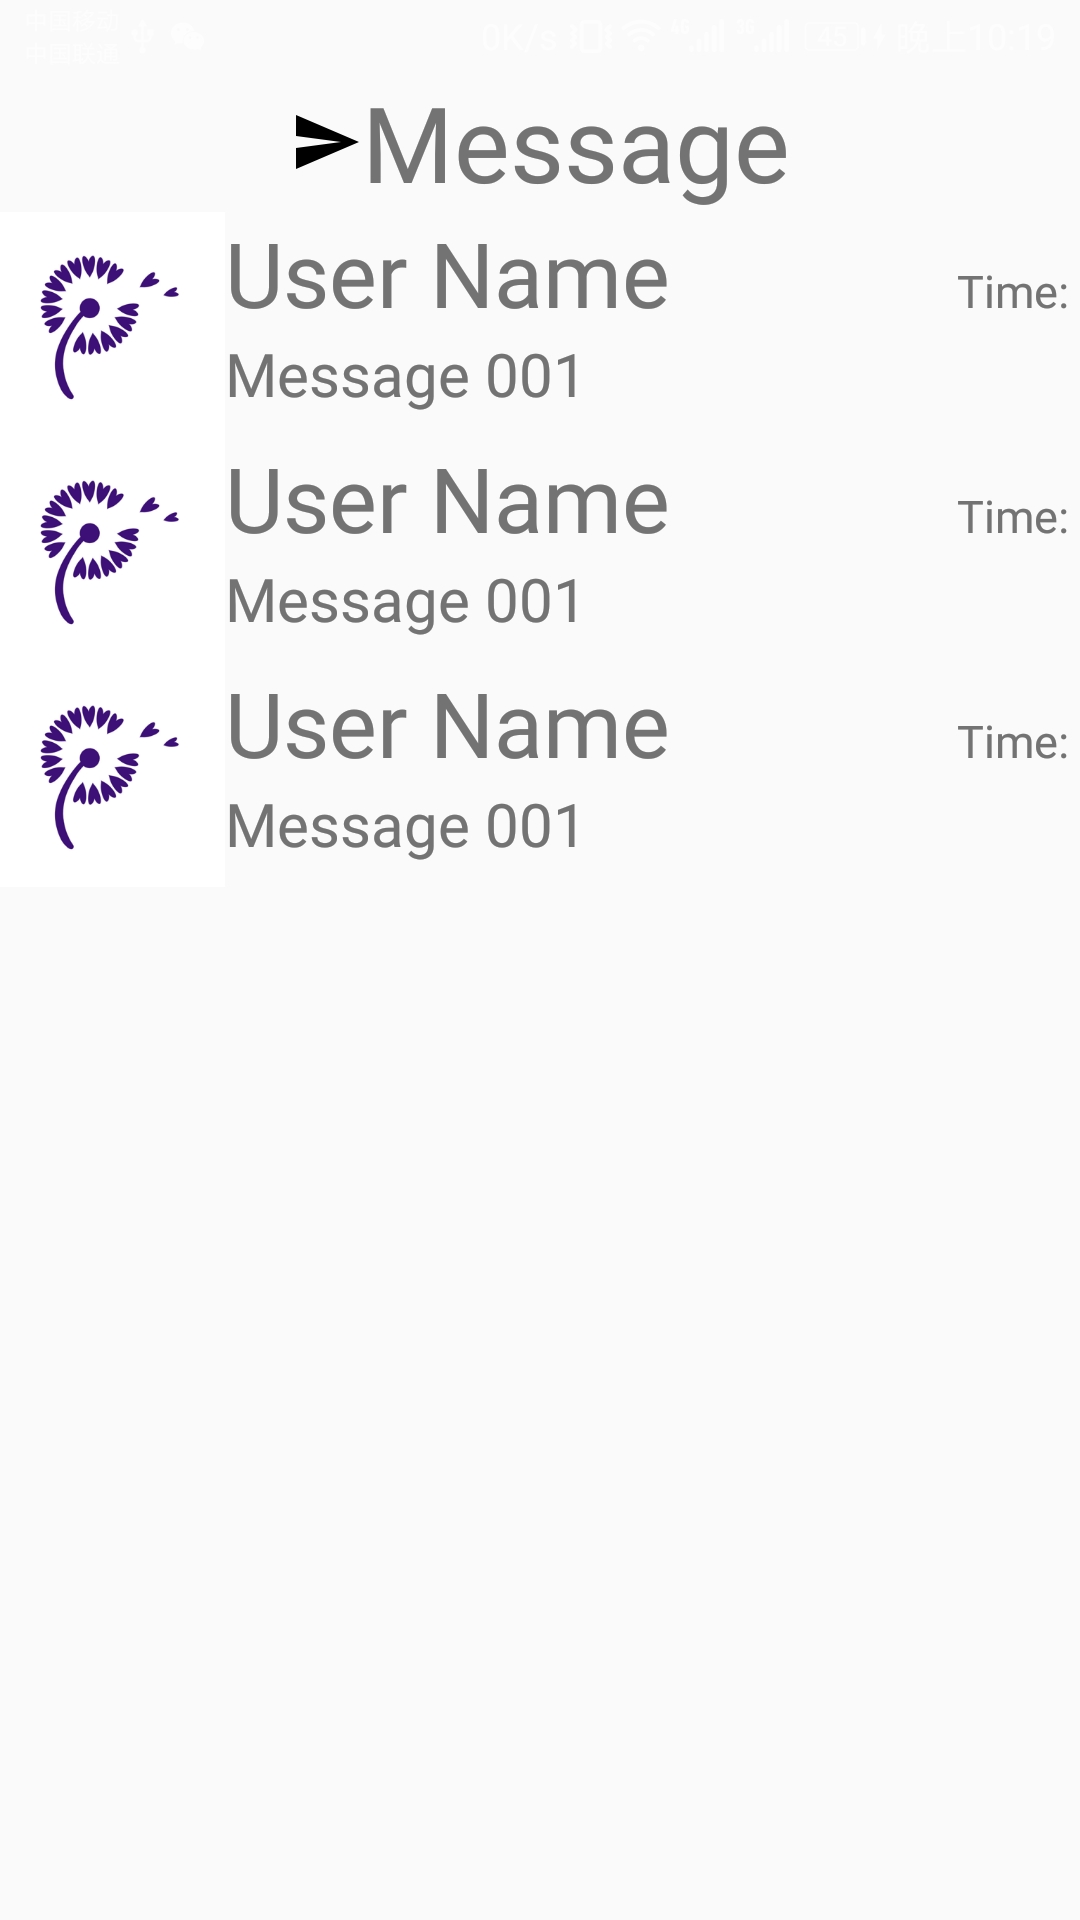 中国移动
中国联通
0K/s 45 晚上10:19
Message
User Name
Time:
Message 001
User Name
Time:
Message 001
User Name
Time:
Message 001